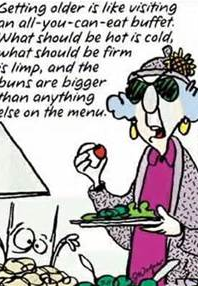 Getting older is like visiting
an all-you-can-eat buffet.
What should be hot is cold,
what should be firm
is limp, and the
buns are bigger
than anything
else on the menu.